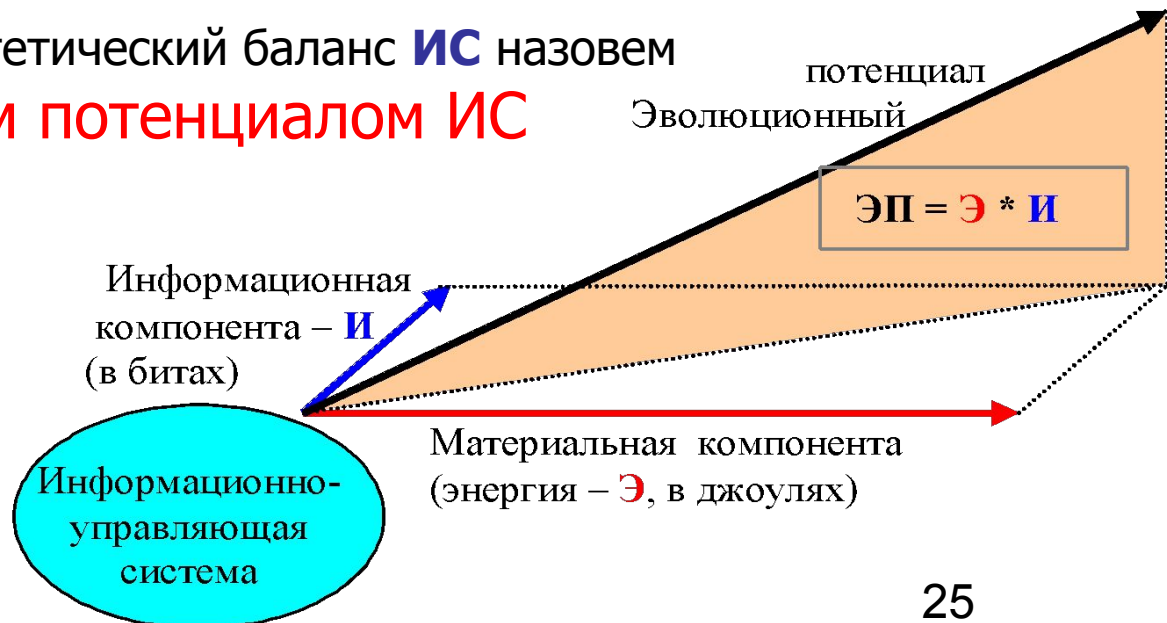 гетический баланс ИС назовем
м потенциалом ИС
потенциал
Эволюционный
ЭП = Э * И
Информационная
компонента – И
(в битах)
Материальная компонента
(энергия – Э, в джоулях)
Информационно-
управляющая
система
25